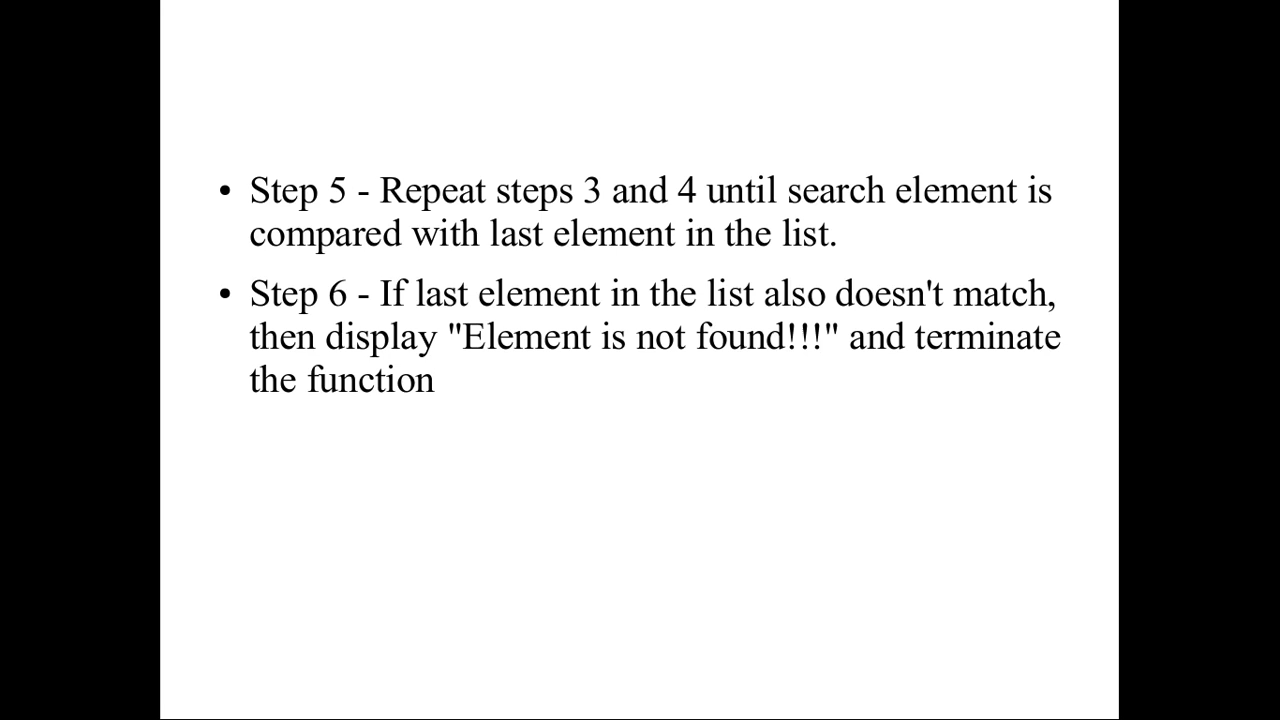 • Step 5 - Repeat steps 3 and 4 until search element is
compared with last element in the list.
• Step 6 - If last element in the list also doesn't match,
then display "Element is not found!!!" and terminate
the function